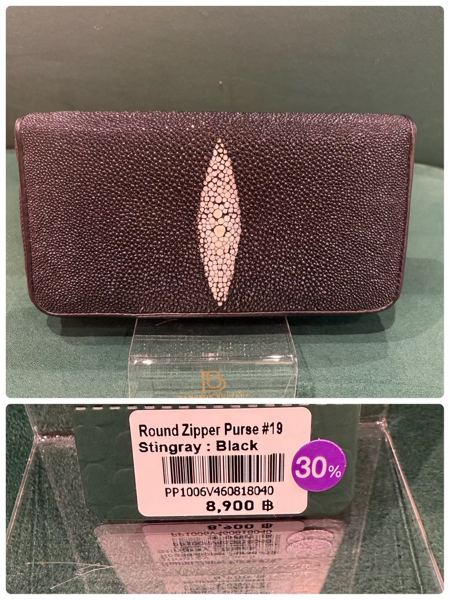 Round Zipper Purse #19
Stingray : Black
30%
PP1006V460818040
8,900 ฿